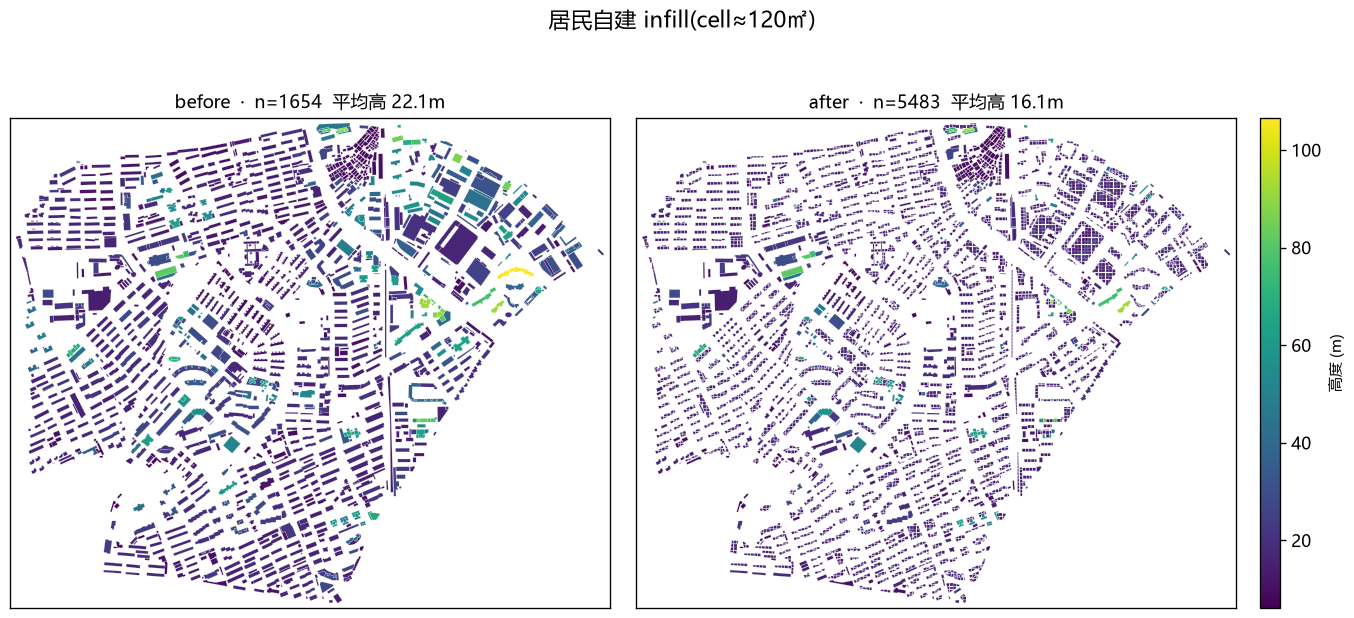 居民自建 infill(cell≈120㎡)
before · n=1654 平均高 22.1m
after · n=5483 平均高 16.1m
100
80
60
40
20
高度 (m)